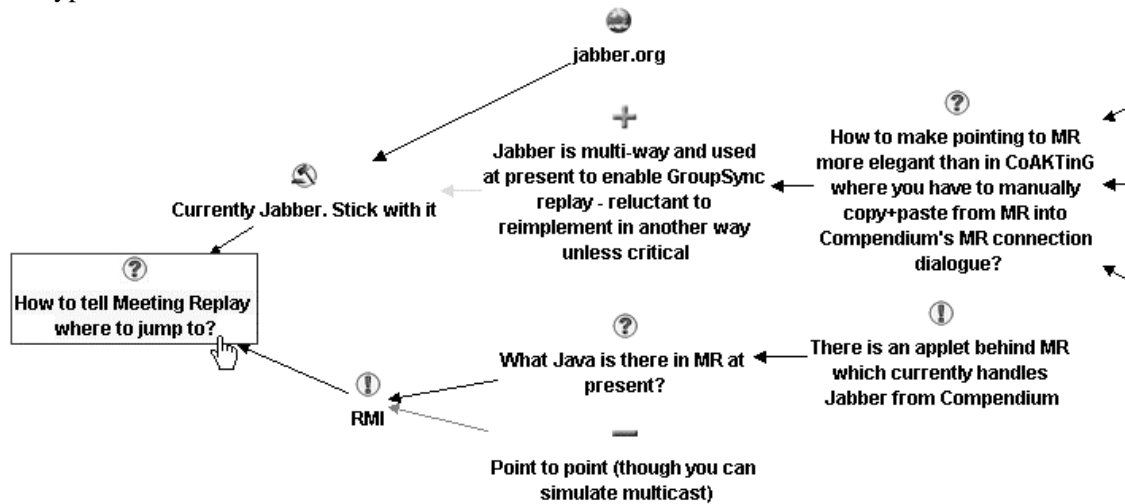 jabber.org
Jabber is multi-way and used
at present to enable GroupSync
replay - reluctant to
reimplement in another way
unless critical
How to make pointing to MR
more elegant than in CoAKTinG
where you have to manually
copy+paste from MR into
Compendium's MR connection
dialogue?
Currently Jabber. Stick with it
How to tell Meeting Replay
where to jump to?
What Java is there in MR at
present?
There is an applet behind MR
which currently handles
Jabber from Compendium
RMI
Point to point (though you can
simulate multicast)